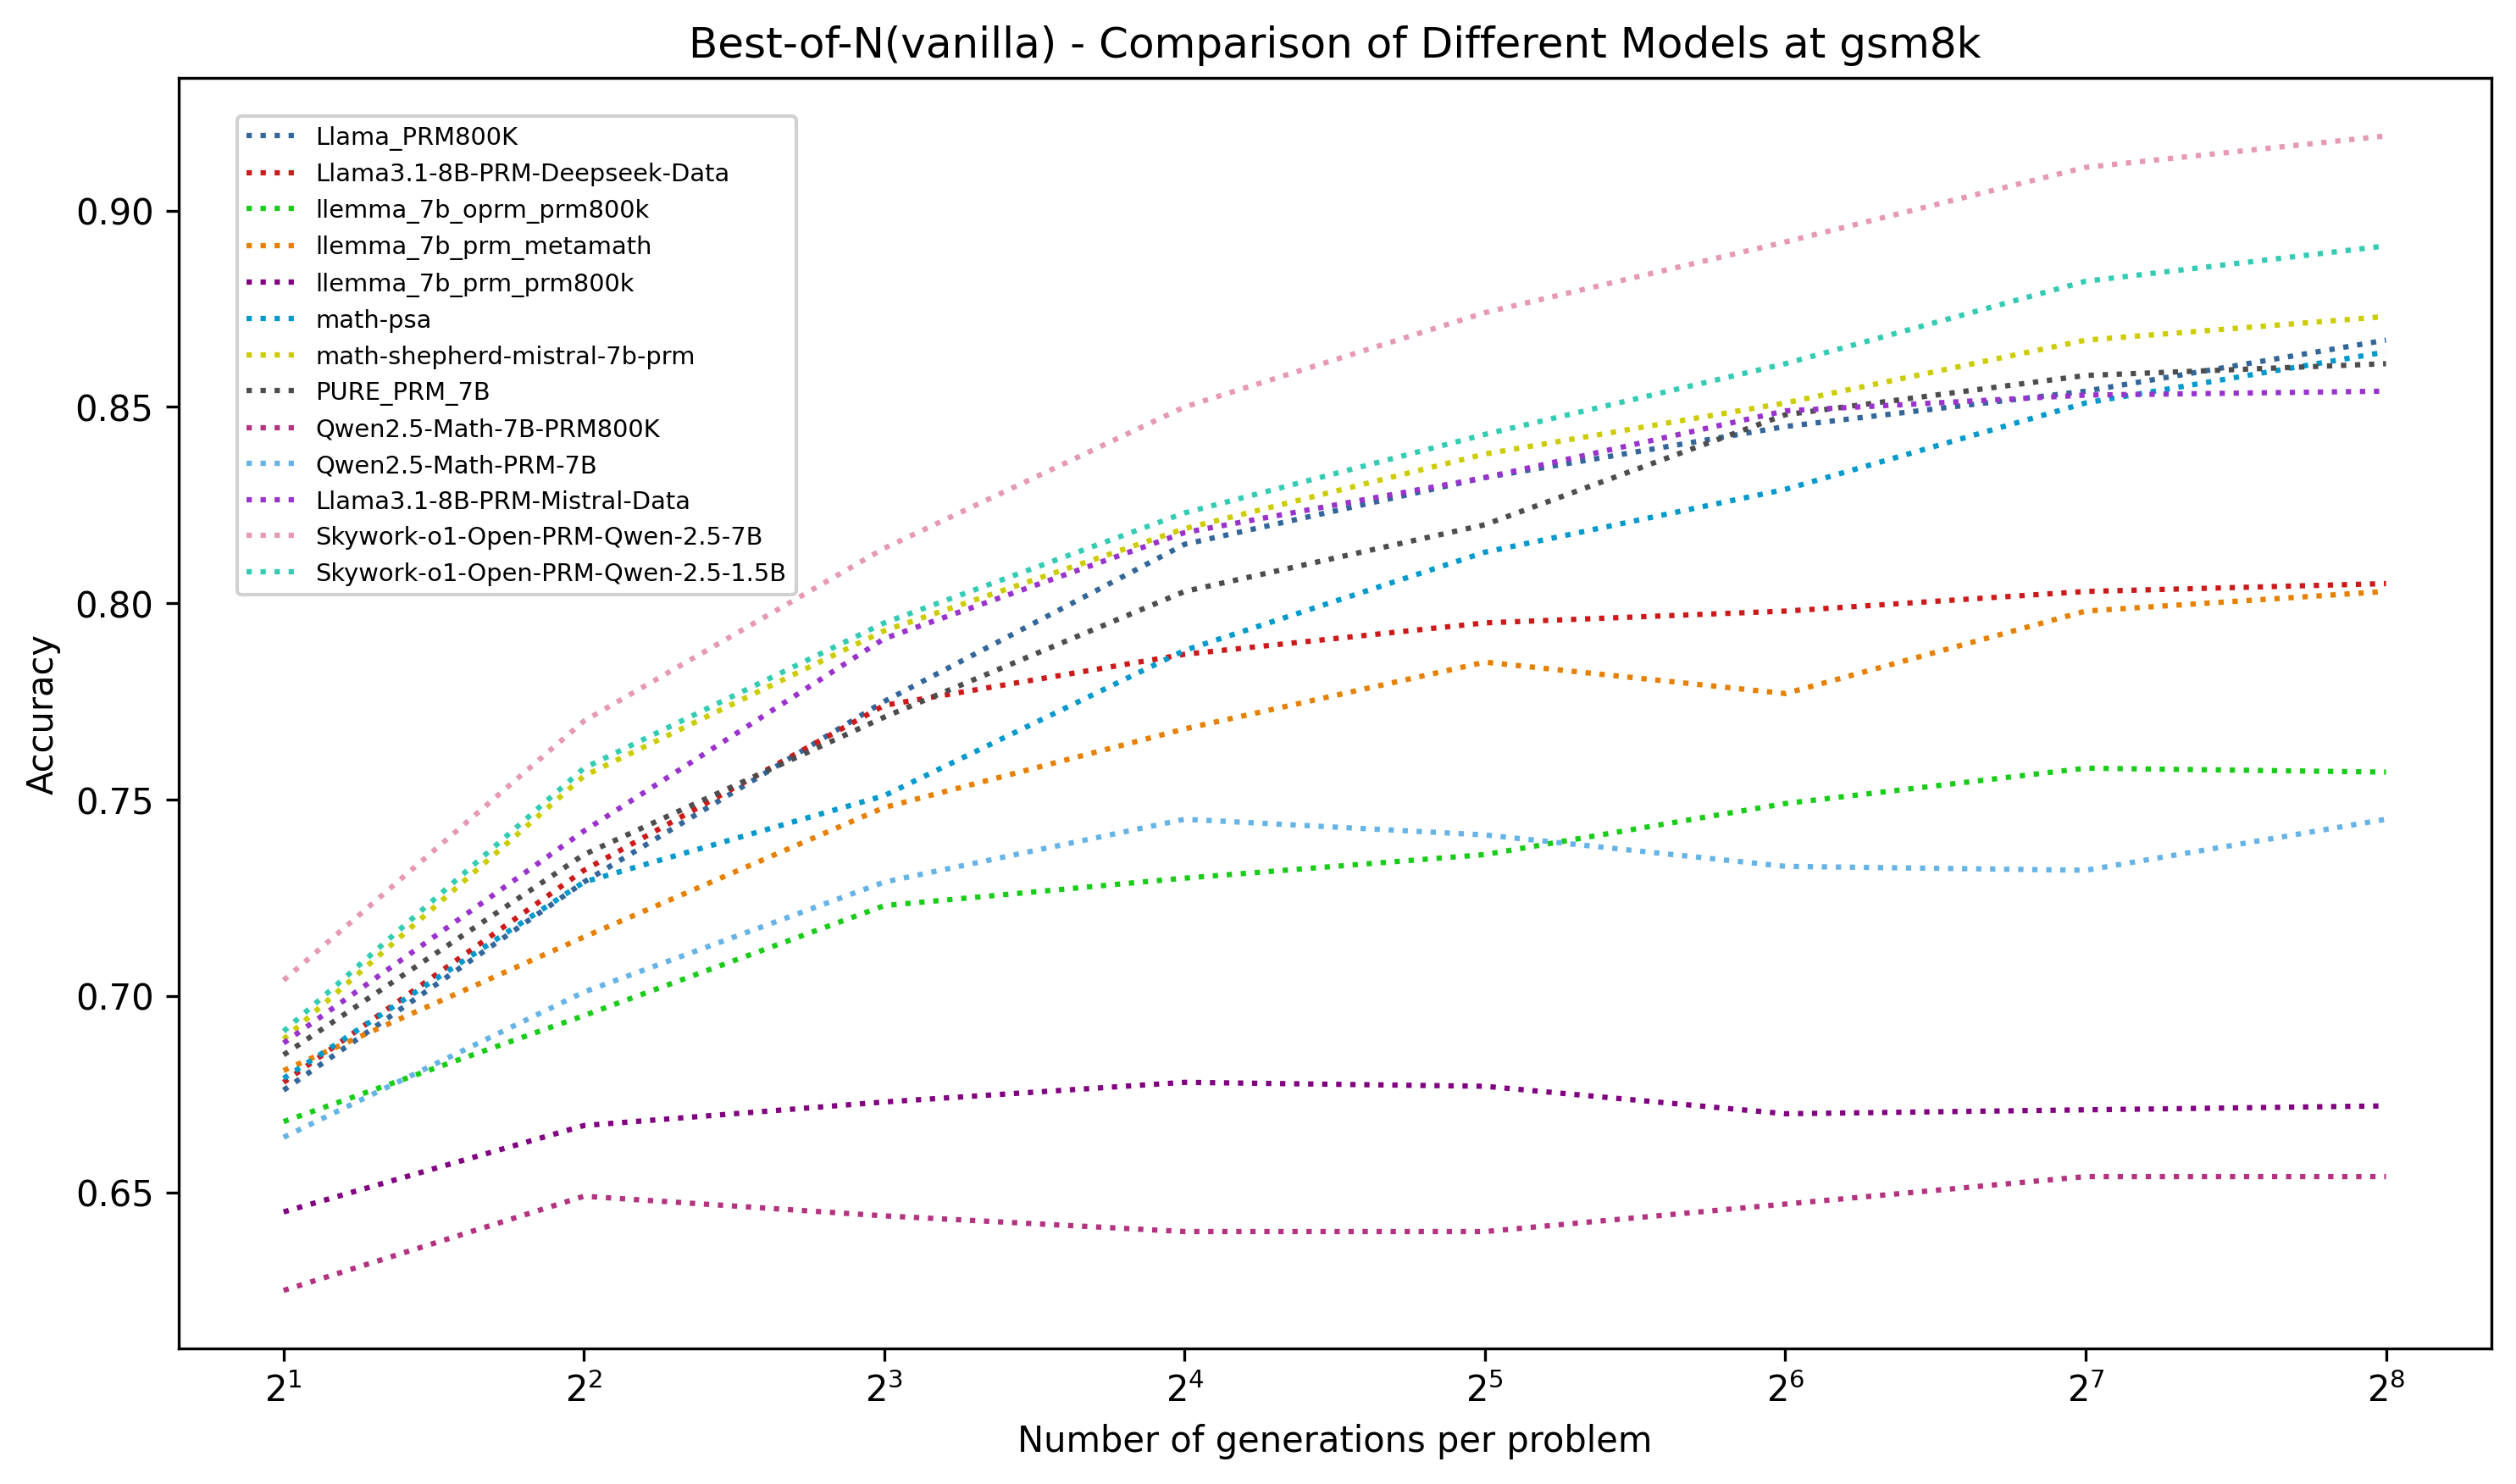 Best-of-N(vanilla) - Comparison of Different Models at gsm8k
Llama_PRM800K
Llama3.1-8B-PRM-Deepseek-Data
llemma_7b_oprm_prm800k
llemma_7b_prm_metamath
llemma_7b_prm_prm800k
math-psa
math-shepherd-mistral-7b-prm
PURE_PRM_7B
Qwen2.5-Math-7B-PRM800K
Qwen2.5-Math-PRM-7B
Llama3.1-8B-PRM-Mistral-Data
Skywork-o1-Open-PRM-Qwen-2.5-7B
Skywork-o1-Open-PRM-Qwen-2.5-1.5B
Accuracy
0.90
0.85
0.80
0.75
0.70
0.65
2¹ 2² 2³ 2⁴ 2⁵ 2⁶ 2⁷ 2⁸
Number of generations per problem